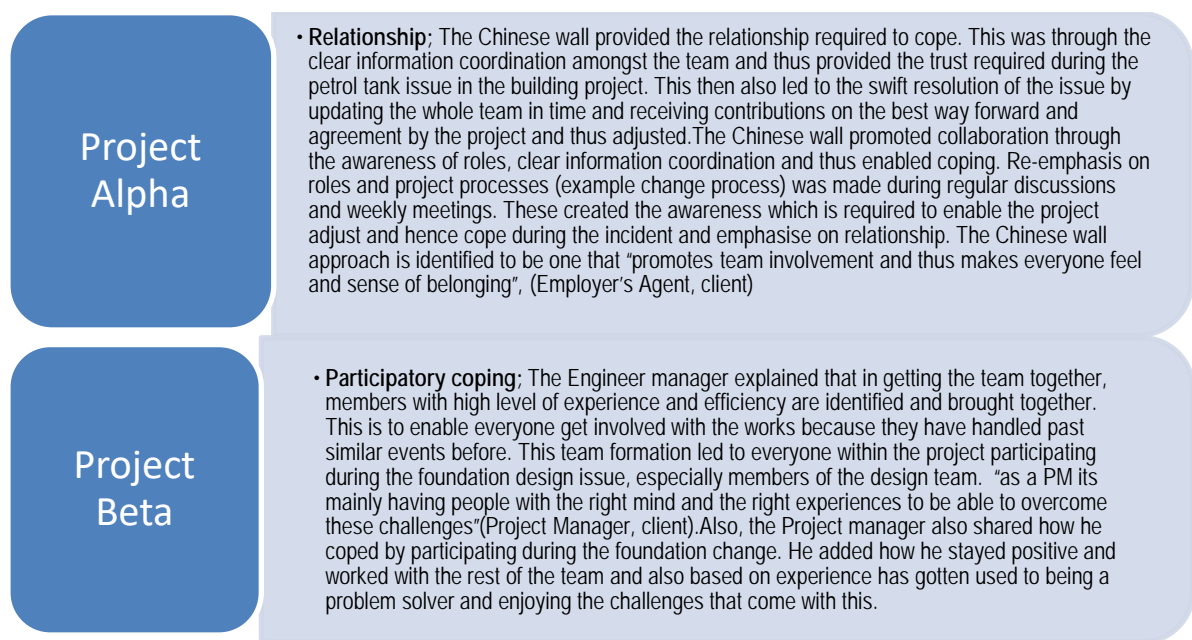 Project
Alpha
• Relationship; The Chinese wall provided the relationship required to cope. This was through the
clear information coordination amongst the team and thus provided the trust required during the
petrol tank issue in the building project. This then also led to the swift resolution of the issue by
updating the whole team in time and receiving contributions on the best way forward and
agreement by the project and thus adjusted.The Chinese wall promoted collaboration through
the awareness of roles, clear information coordination and thus enabled coping. Re-emphasis on
roles and project processes (example change process) was made during regular discussions
and weekly meetings. These created the awareness which is required to enable the project
adjust and hence cope during the incident and emphasise on relationship. The Chinese wall
approach is identified to be one that “promotes team involvement and thus makes everyone feel
and sense of belonging”, (Employer’s Agent, client)
Project
Beta
• Participatory coping; The Engineer manager explained that in getting the team together,
members with high level of experience and efficiency are identified and brought together.
This is to enable everyone get involved with the works because they have handled past
similar events before. This team formation led to everyone within the project participating
during the foundation design issue, especially members of the design team. “as a PM its
mainly having people with the right mind and the right experiences to be able to overcome
these challenges”(Project Manager, client).Also, the Project manager also shared how he
coped by participating during the foundation change. He added how he stayed positive and
worked with the rest of the team and also based on experience has gotten used to being a
problem solver and enjoying the challenges that come with this.